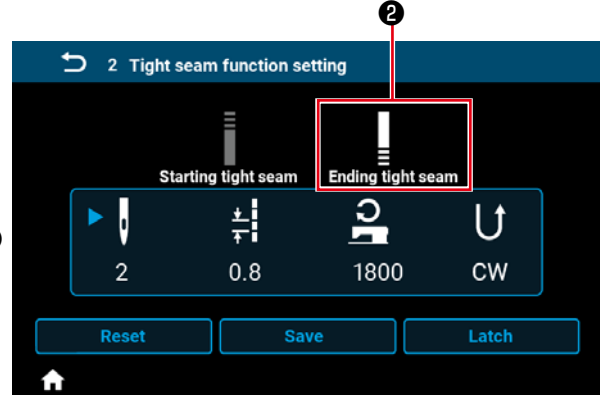 ❷
2 Tight seam function setting
Starting tight seam Ending tight seam
2 0.8 1800 CW
Reset Save Latch